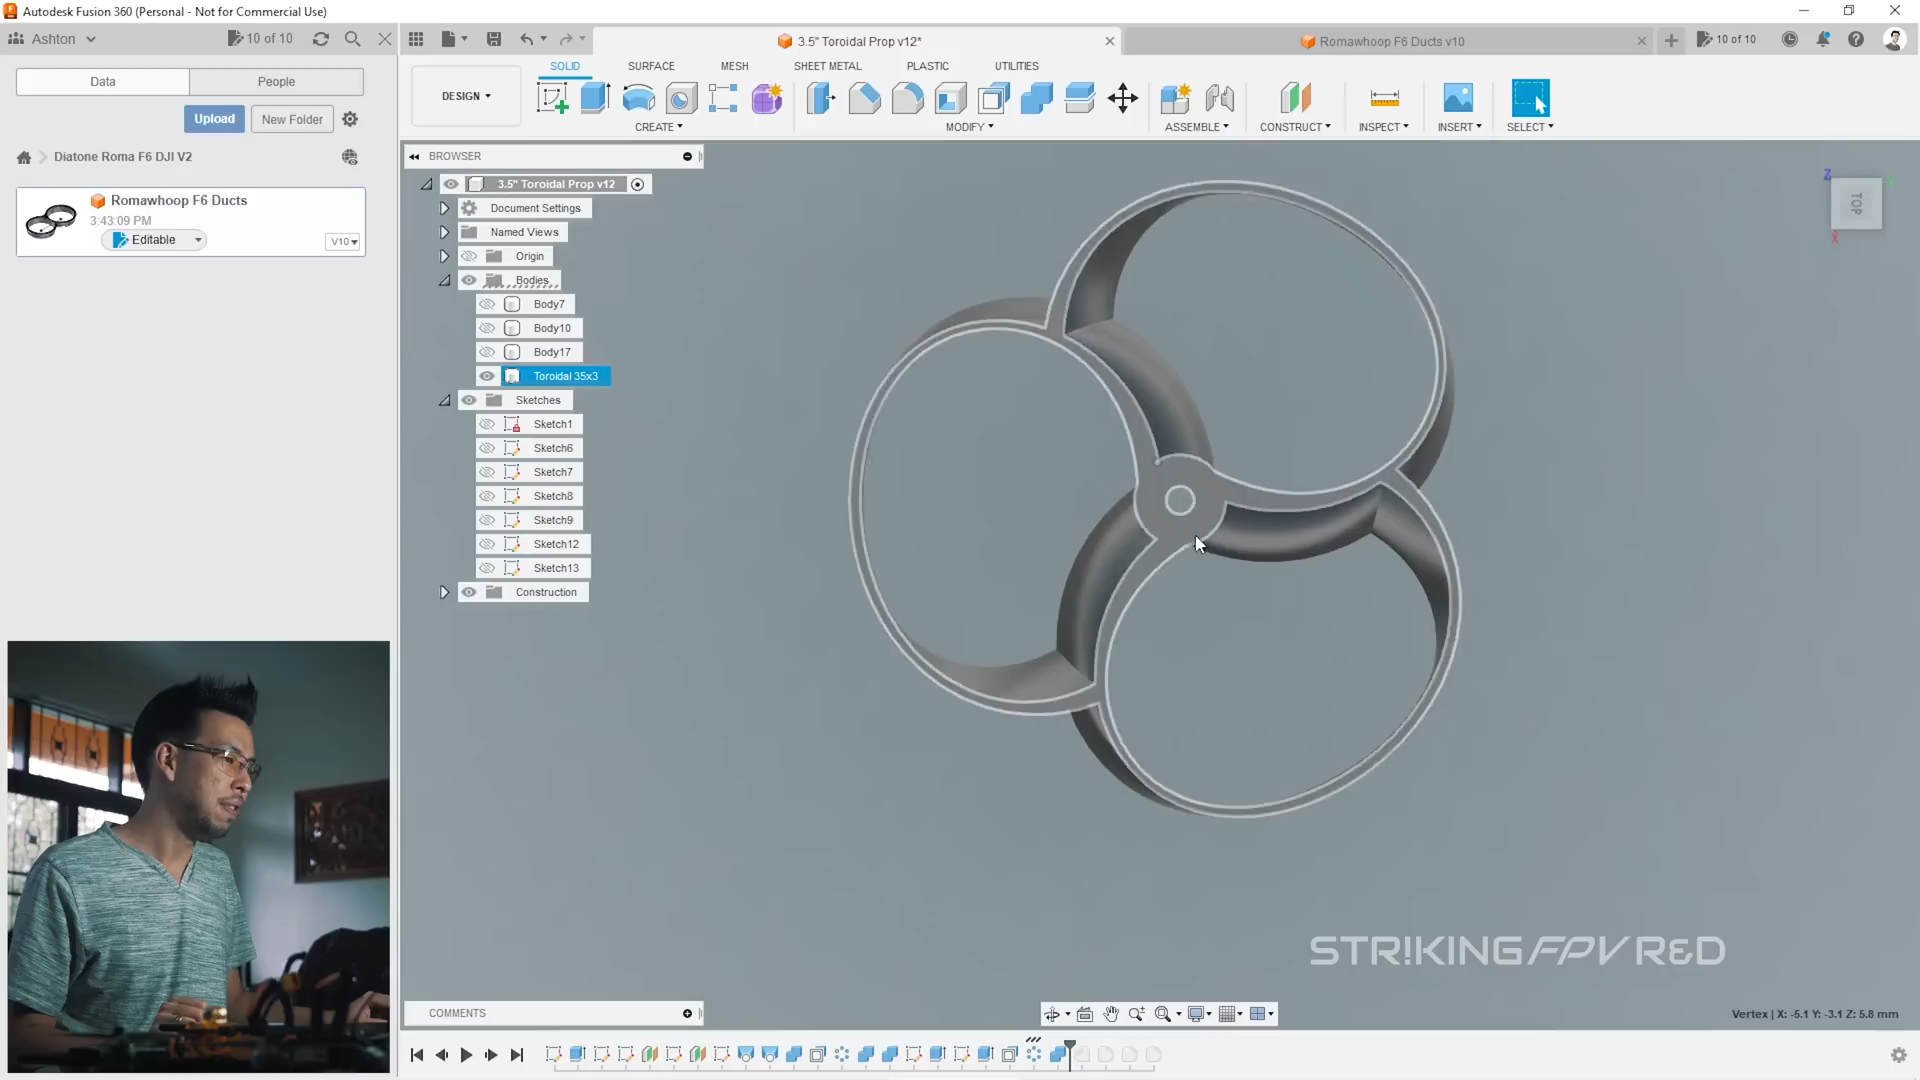 Autodesk Fusion 360 (Personal - Not for Commercial Use)
Ashton
10 of 10
3.5" Toroidal Prop v12*
Romawhoop F6 Ducts v10
10 of 10
Data
People
Upload
New Folder
Diatone Roma F6 DJI V2
Romawhoop F6 Ducts
3:43:09 PM
Editable
V10
DESIGN
SOLID
SURFACE
MESH
SHEET METAL
PLASTIC
UTILITIES
CREATE
MODIFY
ASSEMBLE
CONSTRUCT
INSPECT
INSERT
SELECT
BROWSER
3.5" Toroidal Prop v12
Document Settings
Named Views
Origin
Bodies
Body7
Body10
Body17
Toroidal 35x3
Sketches
Sketch1
Sketch6
Sketch7
Sketch8
Sketch9
Sketch12
Sketch13
Construction
Z
TOP
X
STR!KINGFPV R&D
COMMENTS
Vertex | X: -5.1 Y: -3.1 Z: 5.8 mm